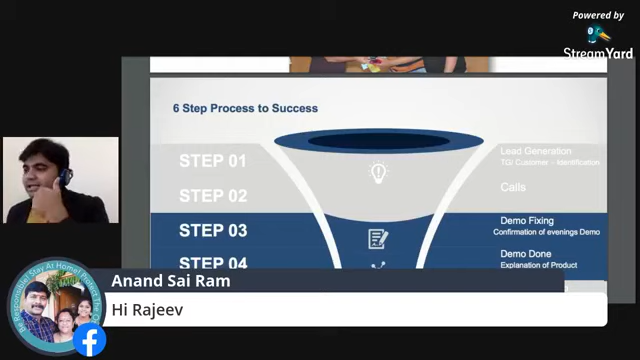 Powered by
StreamYard
6 Step Process to Success
STEP 01
Lead Generation
TG/ Customer – Identification
STEP 02
Calls
STEP 03
Demo Fixing
Confirmation of evenings Demo
STEP 04
Demo Done
Explanation of Product
Anand Sai Ram
Hi Rajeev